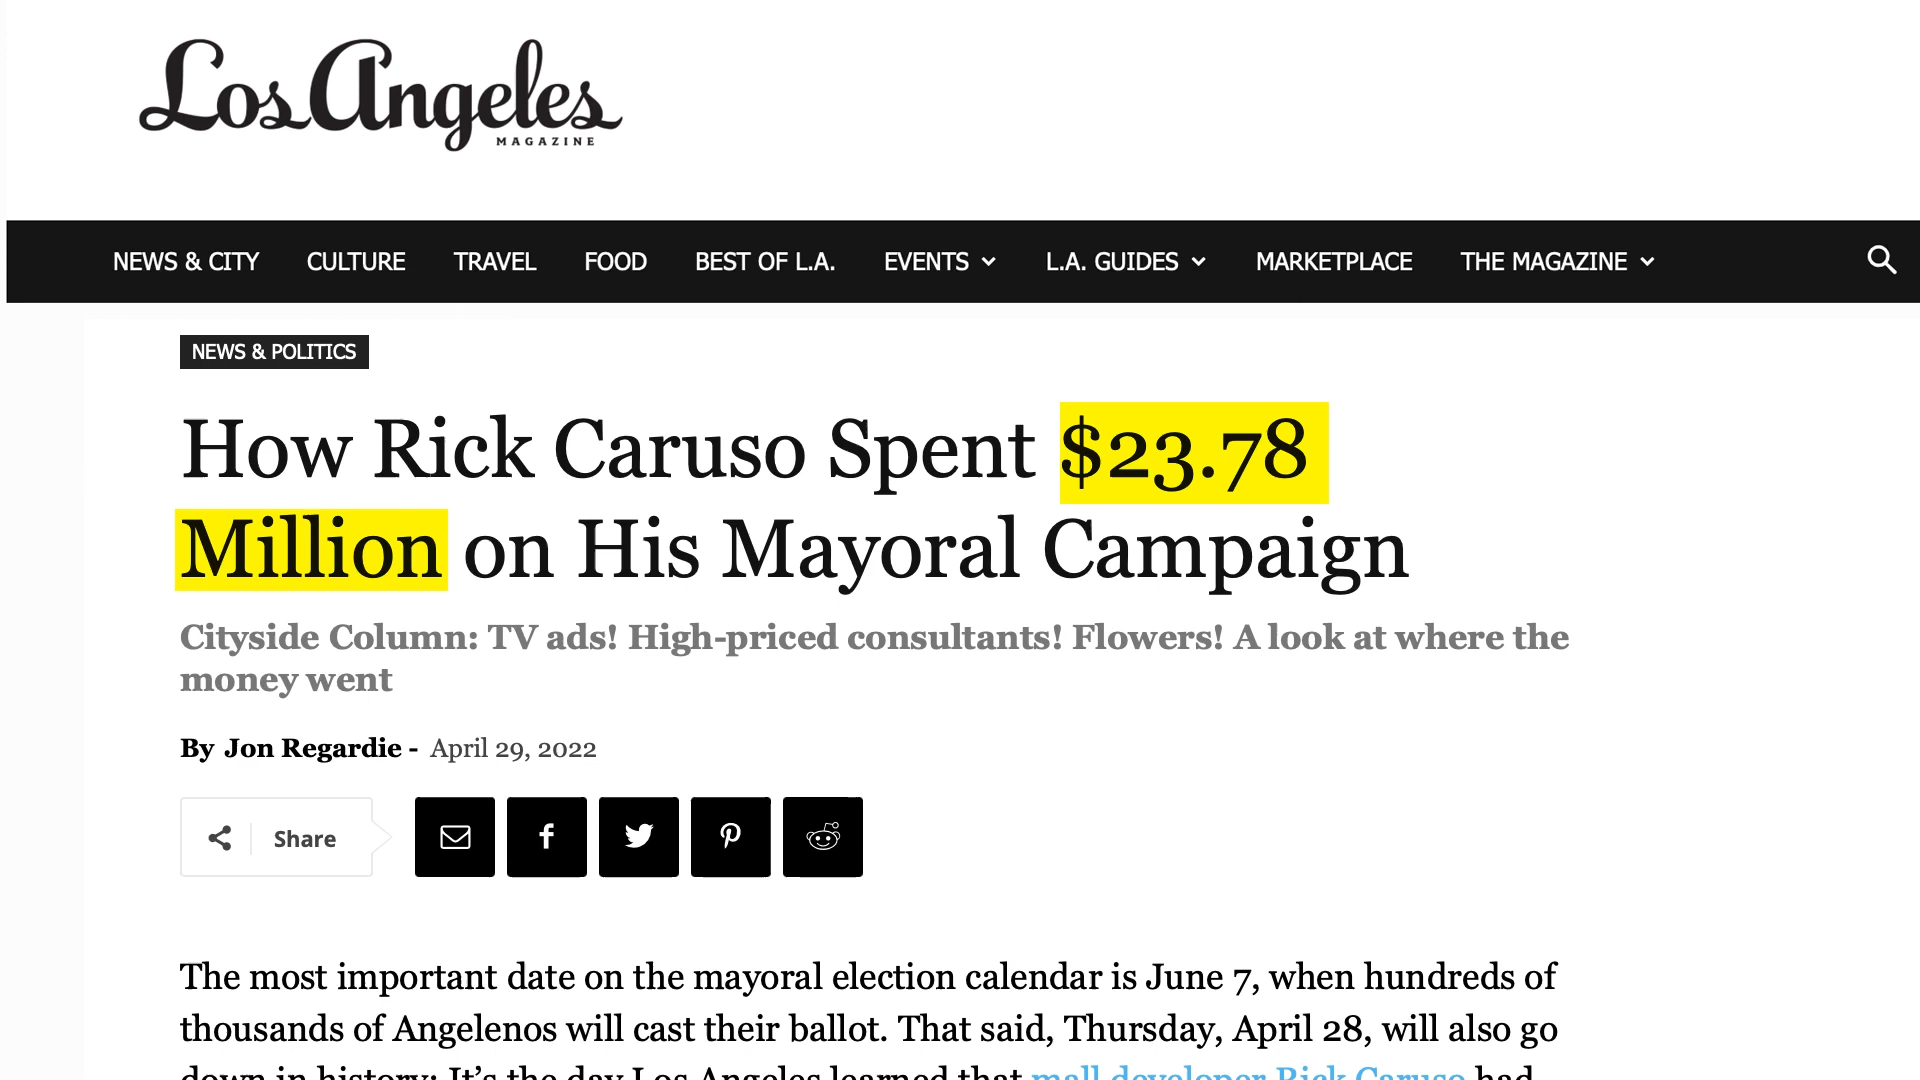 Los Angeles
MAGAZINE
NEWS & CITY CULTURE TRAVEL FOOD BEST OF L.A. EVENTS L.A. GUIDES MARKETPLACE THE MAGAZINE
NEWS & POLITICS
How Rick Caruso Spent $23.78
Million on His Mayoral Campaign
Cityside Column: TV ads! High-priced consultants! Flowers! A look at where the
money went
By Jon Regardie - April 29, 2022
Share
The most important date on the mayoral election calendar is June 7, when hundreds of
thousands of Angelenos will cast their ballot. That said, Thursday, April 28, will also go
down in history: It’s the day Los Angeles learned that mall developer Rick Caruso had